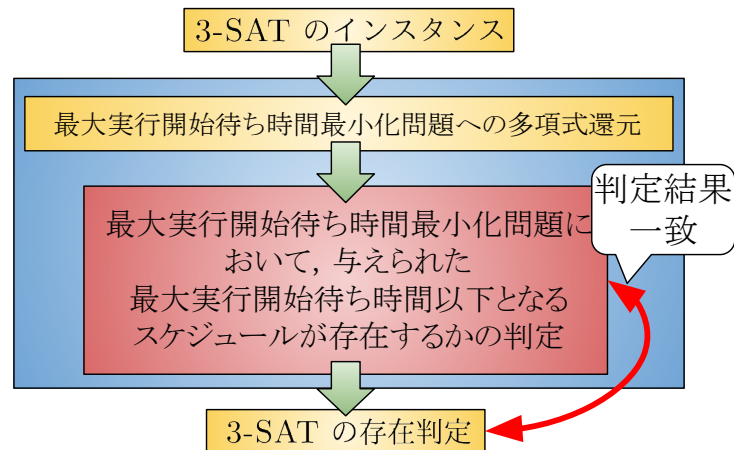 3-SAT のインスタンス
最大実行開始待ち時間最小化問題への多項式還元
判定結果
一致
最大実行開始待ち時間最小化問題に
おいて, 与えられた
最大実行開始待ち時間以下となる
スケジュールが存在するかの判定
3-SAT の存在判定